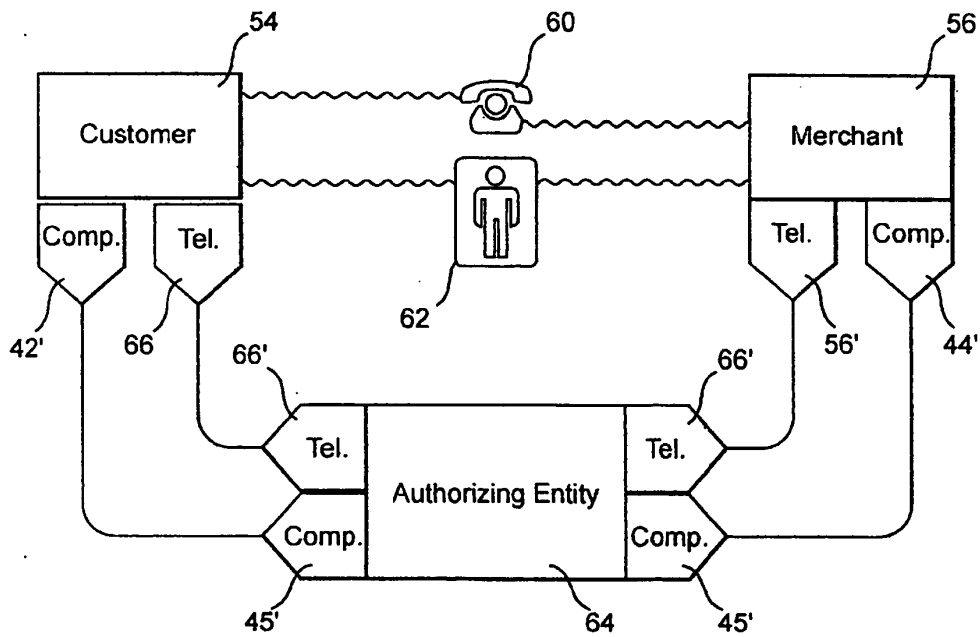 54
60
56
Customer
Merchant
Comp.
Tel.
Tel.
Comp.
42'
66
62
56'
44'
66'
66'
Tel.
Authorizing Entity
Tel.
Comp.
Comp.
45'
64
45'